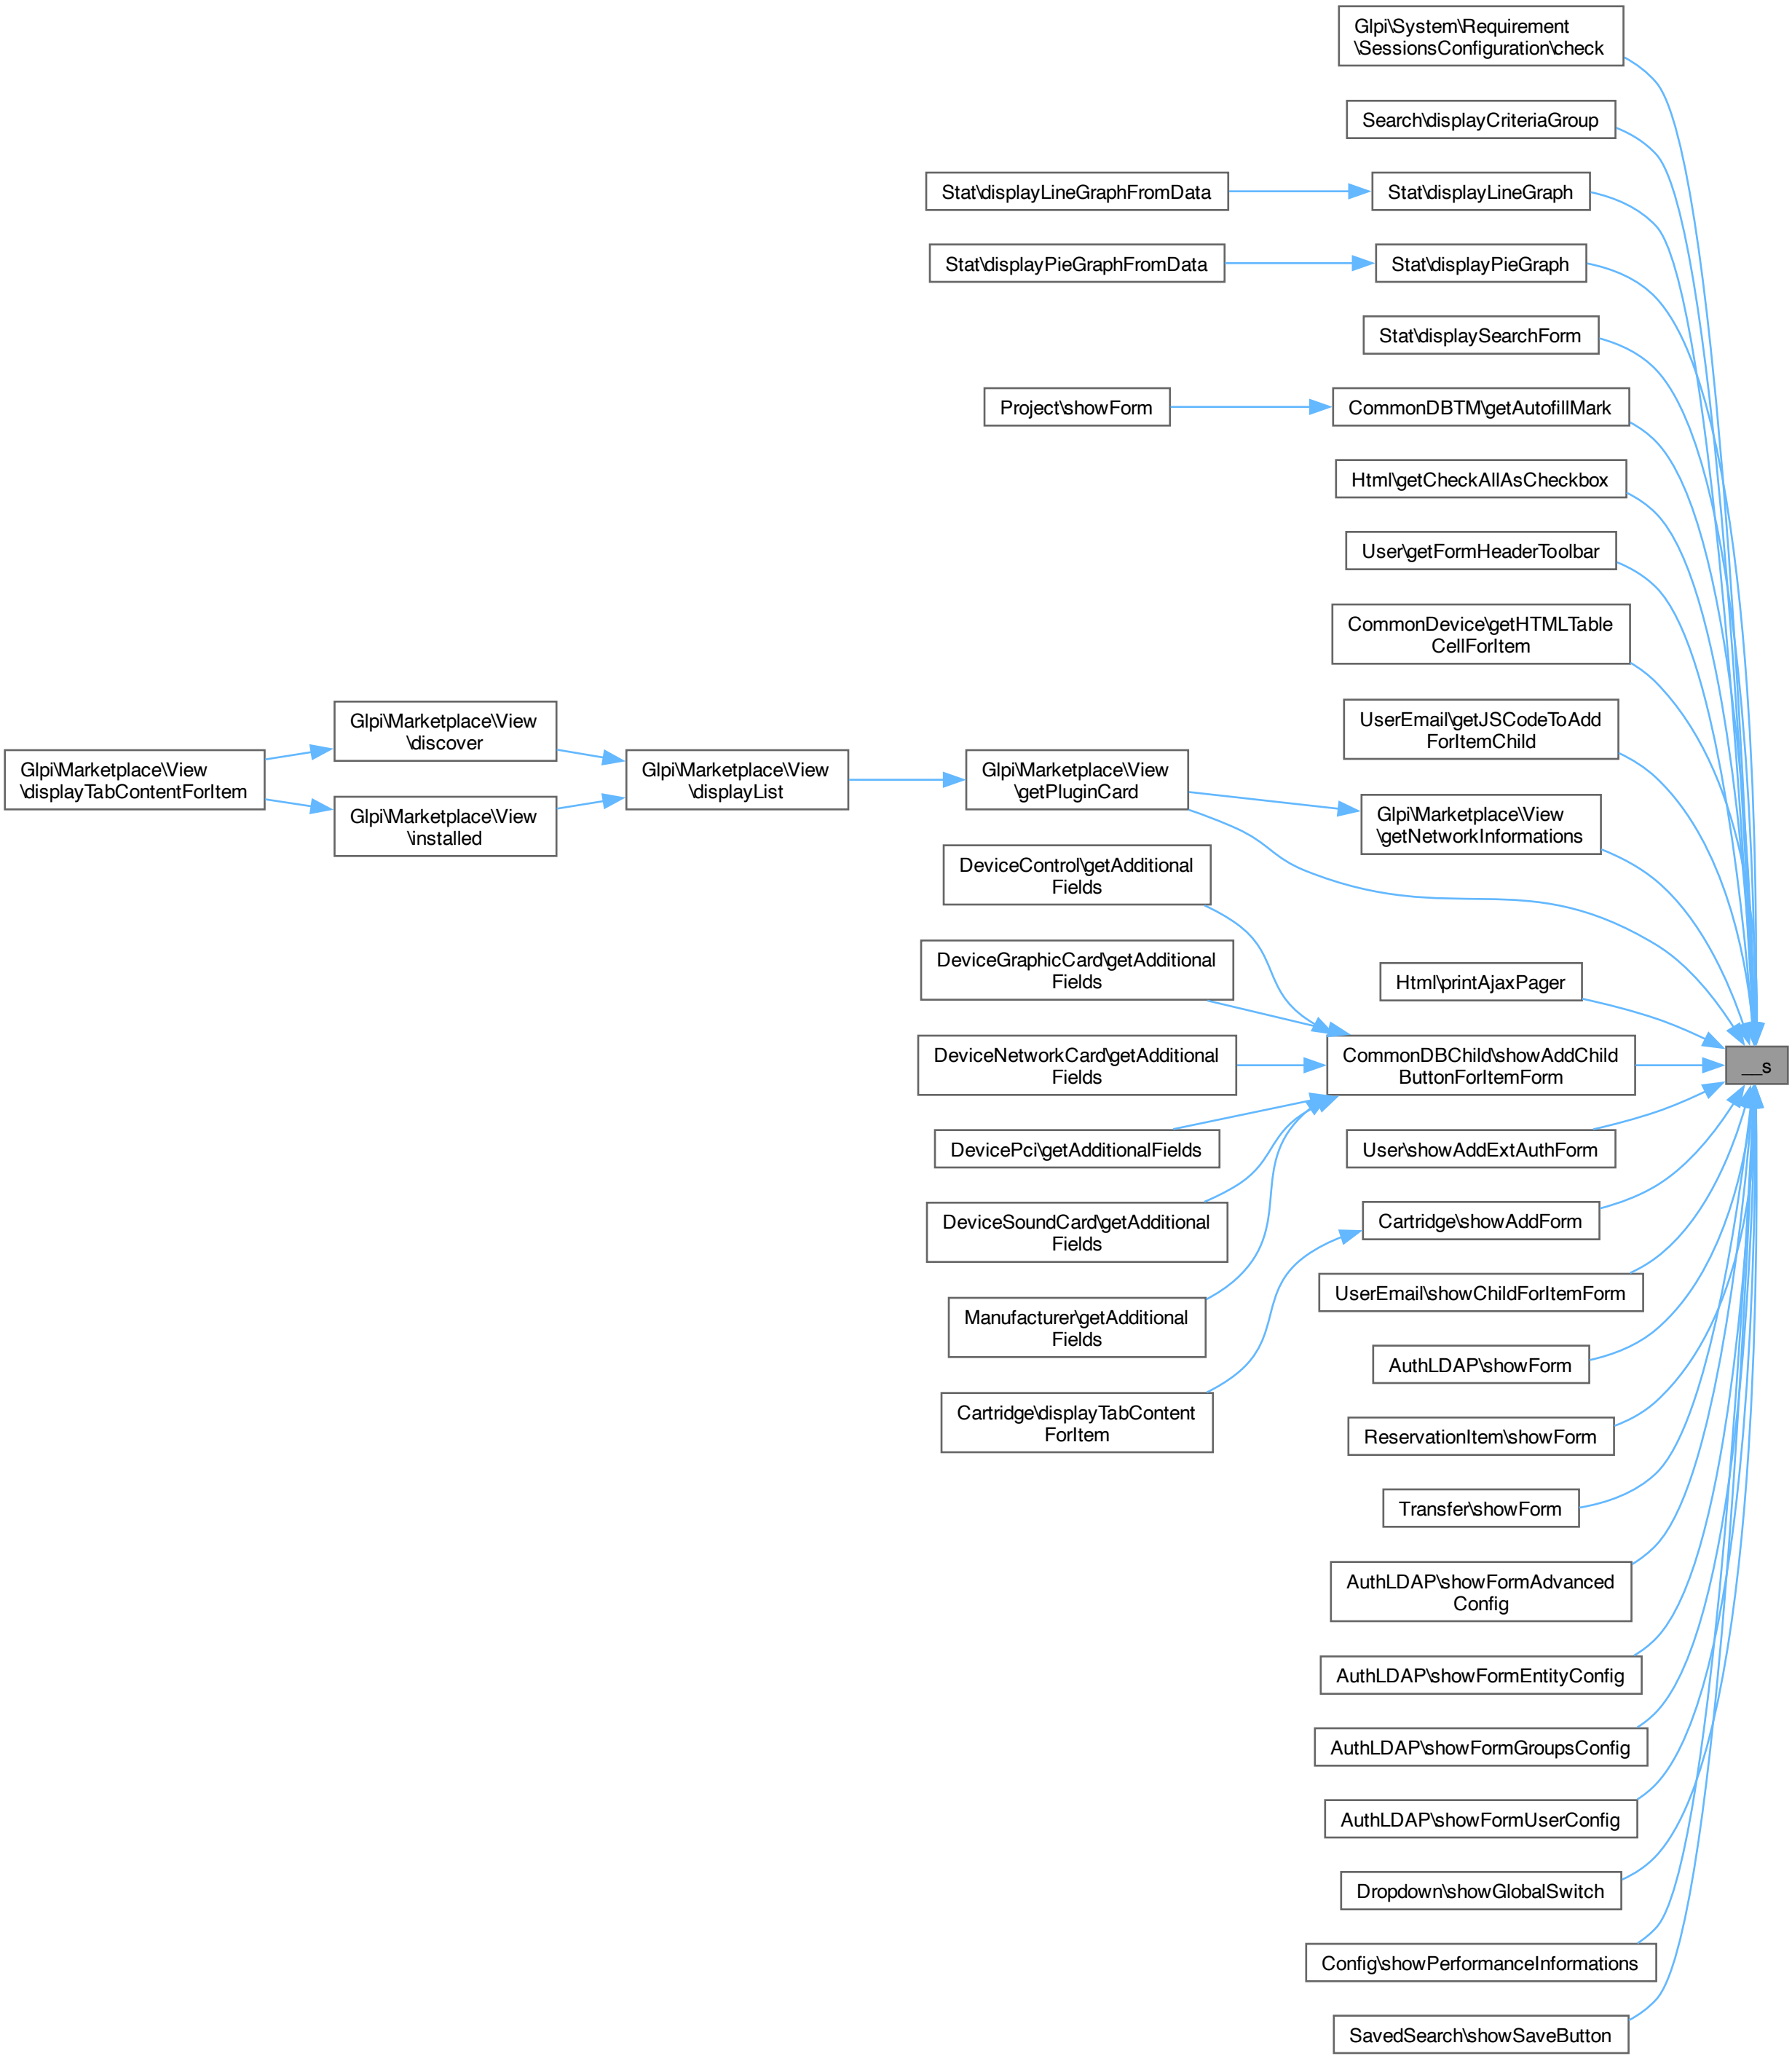 Glpi\System\Requirement
\SessionsConfiguration\check
Search\displayCriteriaGroup
Stat\displayLineGraphFromData
Stat\displayLineGraph
Stat\displayPieGraphFromData
Stat\displayPieGraph
Stat\displaySearchForm
Project\showForm
CommonDBTM\getAutofillMark
Html\getCheckAllAsCheckbox
User\getFormHeaderToolbar
CommonDevice\getHTMLTable
CellForItem
UserEmail\getJSCodeToAdd
ForItemChild
Glpi\Marketplace\View
\displayTabContentForItem
Glpi\Marketplace\View
\discover
Glpi\Marketplace\View
\installed
Glpi\Marketplace\View
\displayList
Glpi\Marketplace\View
\getPluginCard
Glpi\Marketplace\View
\getNetworkInformations
DeviceControl\getAdditional
Fields
DeviceGraphicCard\getAdditional
Fields
Html\printAjaxPager
DeviceNetworkCard\getAdditional
Fields
CommonDBChild\showAddChild
ButtonForItemForm
__s
DevicePci\getAdditionalFields
User\showAddExtAuthForm
DeviceSoundCard\getAdditional
Fields
Cartridge\showAddForm
UserEmail\showChildForItemForm
Manufacturer\getAdditional
Fields
AuthLDAP\showForm
Cartridge\displayTabContent
ForItem
ReservationItem\showForm
Transfer\showForm
AuthLDAP\showFormAdvanced
Config
AuthLDAP\showFormEntityConfig
AuthLDAP\showFormGroupsConfig
AuthLDAP\showFormUserConfig
Dropdown\showGlobalSwitch
Config\showPerformanceInformations
SavedSearch\showSaveButton